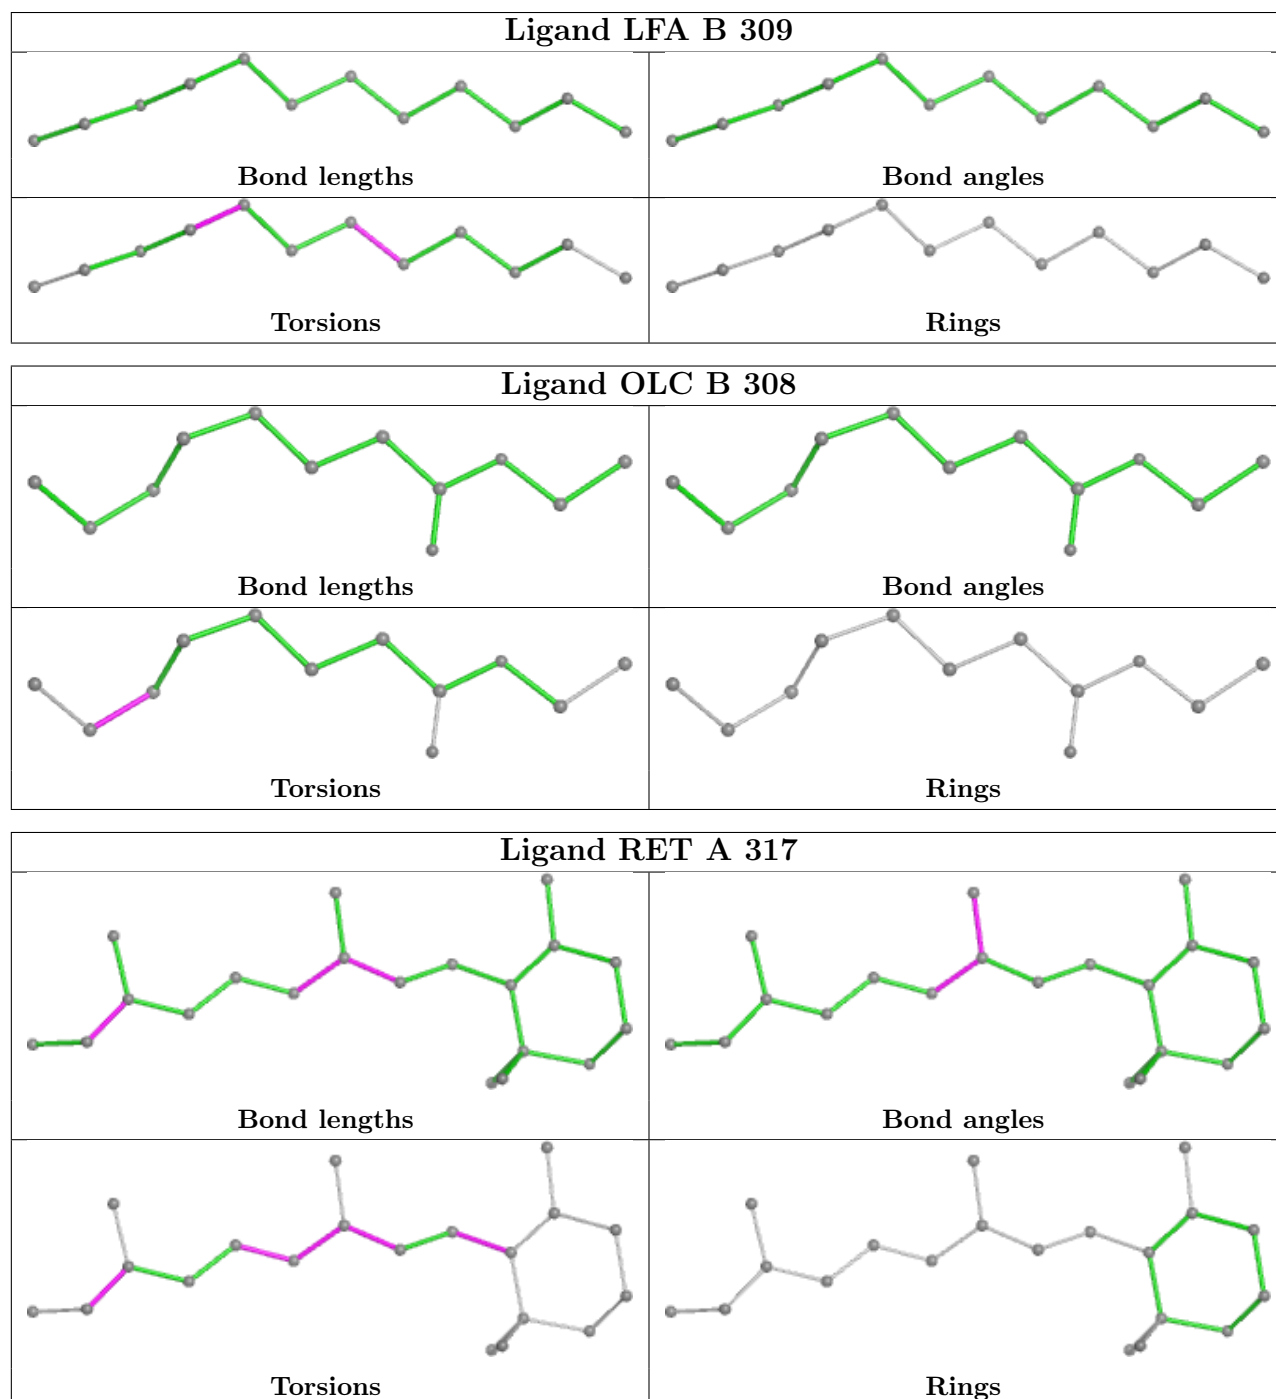 Ligand LFA B 309
Bond lengths
Bond angles
Torsions
Rings
Ligand OLC B 308
Bond lengths
Bond angles
Torsions
Rings
Ligand RET A 317
Bond lengths
Bond angles
Torsions
Rings